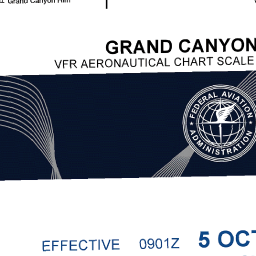 Grand Canyon Rim
GRAND CANYON
VFR AERONAUTICAL CHART SCALE
FEDERAL AVIATION
ADMINISTRATION
EFFECTIVE 0901Z 5 OCT